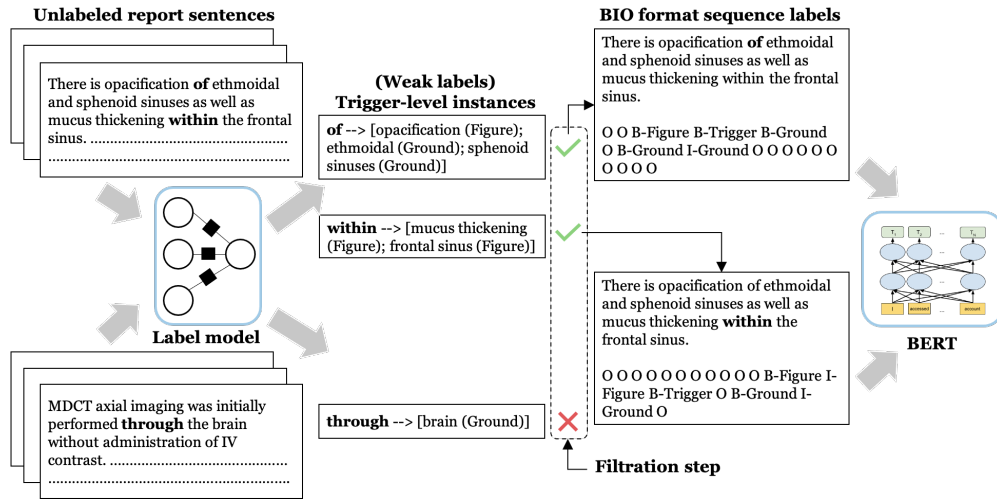 Unlabeled report sentences
There is opacification of ethmoidal
and sphenoid sinuses as well as
mucus thickening within the frontal
sinus. ......................................................
..................................................................
Label model
MDCT axial imaging was initially
performed through the brain
without administration of IV
contrast. ..................................................
..................................................................
(Weak labels)
Trigger-level instances
of --> [opacification (Figure);
ethmoidal (Ground); sphenoid
sinuses (Ground)]
within --> [mucus thickening
(Figure); frontal sinus (Figure)]
through --> [brain (Ground)]
Filtration step
BIO format sequence labels
There is opacification of ethmoidal
and sphenoid sinuses as well as
mucus thickening within the frontal
sinus.
O O B-Figure B-Trigger B-Ground
O B-Ground I-Ground O O O O O O
O O O O
There is opacification of ethmoidal
and sphenoid sinuses as well as
mucus thickening within the
frontal sinus.
O O O O O O O O O O O B-Figure I-
Figure B-Trigger O B-Ground I-
Ground O
... 
I accessed ... account
BERT